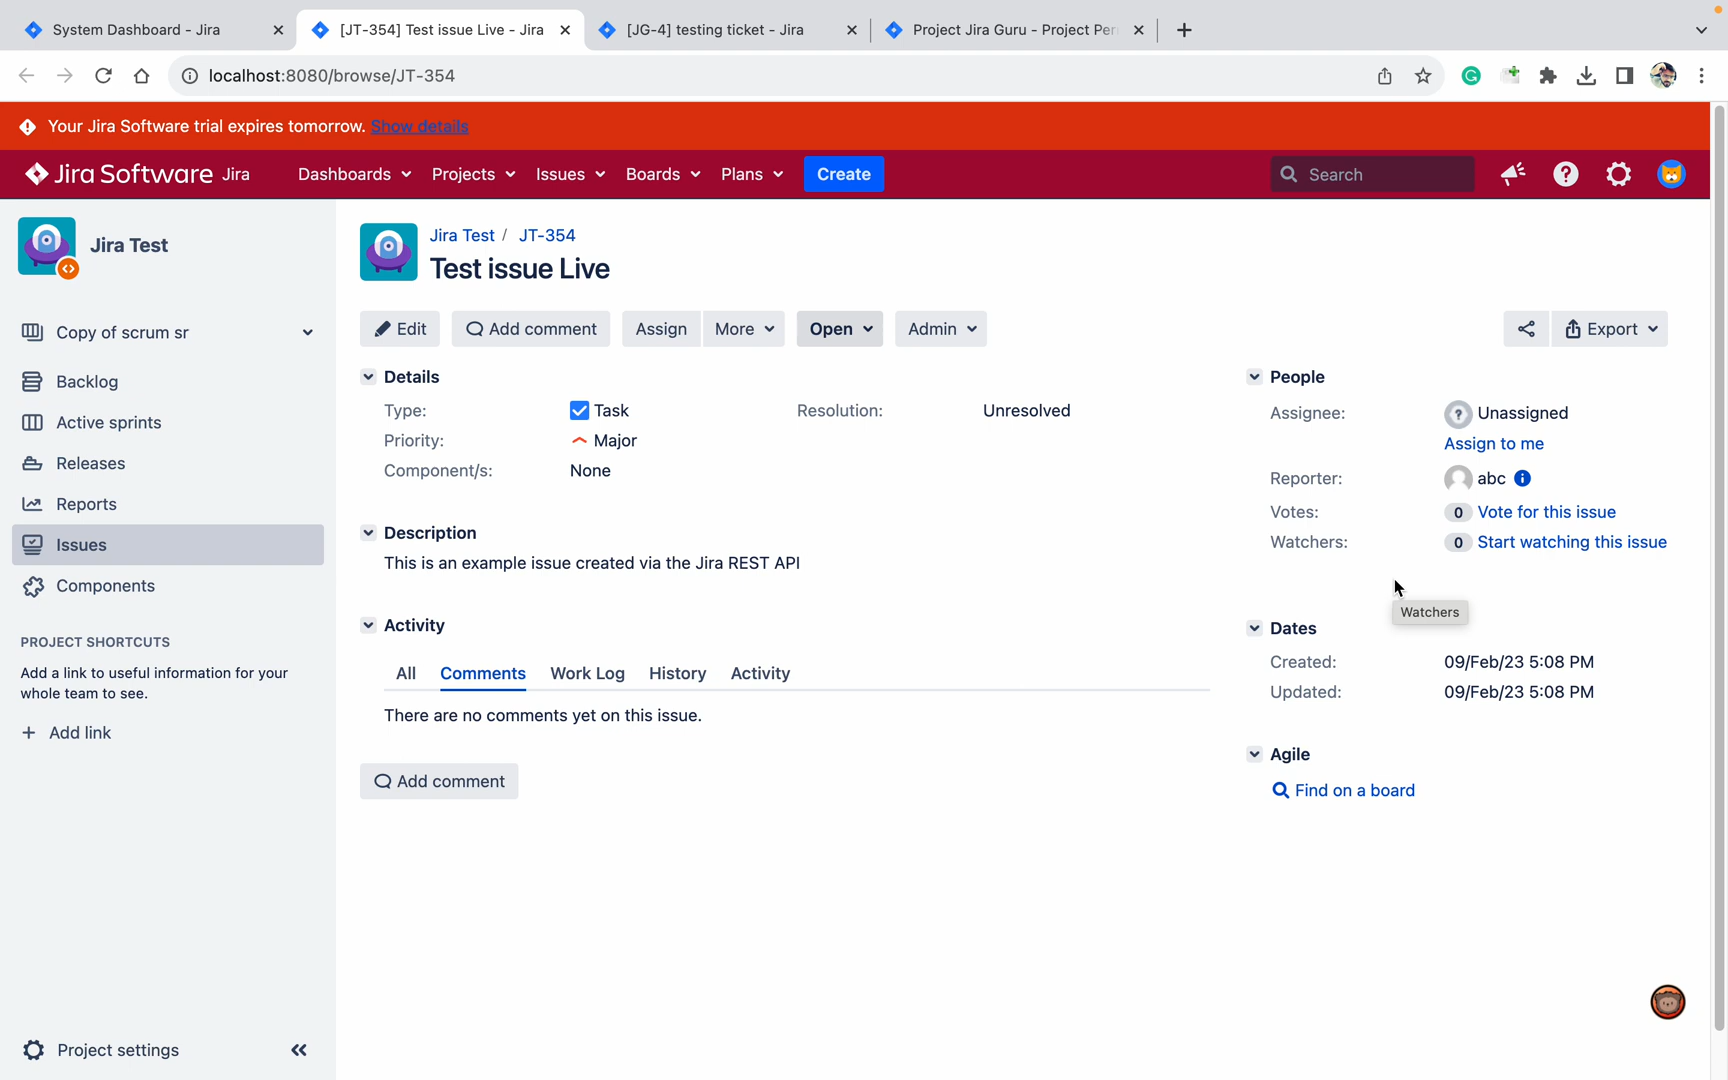 System Dashboard - Jira
[JT-354] Test issue Live - Jira
[JG-4] testing ticket - Jira
Project Jira Guru - Project Per
localhost:8080/browse/JT-354
Your Jira Software trial expires tomorrow. Show details
Jira Software Jira
Dashboards
Projects
Issues
Boards
Plans
Create
Search
Jira Test
Copy of scrum sr
Backlog
Active sprints
Releases
Reports
Issues
Components
PROJECT SHORTCUTS
Add a link to useful information for your
whole team to see.
+ Add link
Project settings
Jira Test / JT-354
Test issue Live
Edit
Add comment
Assign
More
Open
Admin
Export
Details
Type: Task
Resolution: Unresolved
Priority: Major
Component/s: None
Description
This is an example issue created via the Jira REST API
Activity
All Comments Work Log History Activity
There are no comments yet on this issue.
Add comment
People
Assignee: Unassigned
Assign to me
Reporter: abc
Votes: 0 Vote for this issue
Watchers: 0 Start watching this issue
Watchers
Dates
Created: 09/Feb/23 5:08 PM
Updated: 09/Feb/23 5:08 PM
Agile
Find on a board